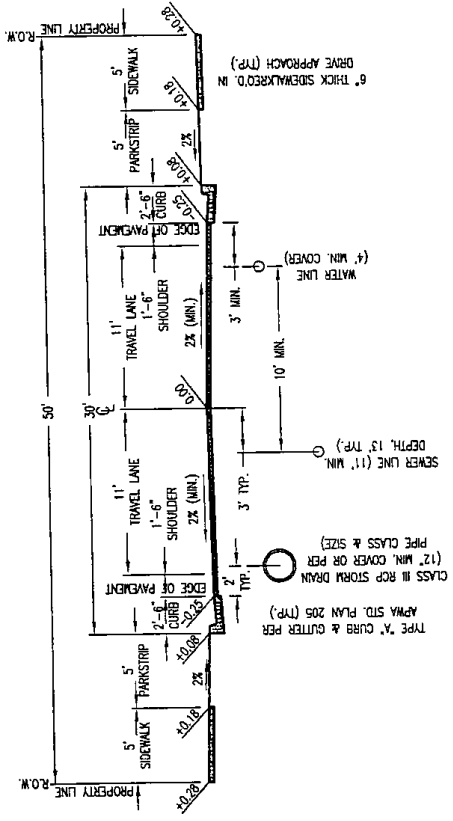 50'
30'
R.O.W.
PROPERTY LINE
5'
SIDEWALK
5'
PARKSTRIP
2'-6"
CURB
EDGE OF PAVEMENT
11'
TRAVEL LANE
1'-6"
SHOULDER
℄
11'
TRAVEL LANE
1'-6"
SHOULDER
EDGE OF PAVEMENT
2'-6"
CURB
5'
PARKSTRIP
5'
SIDEWALK
PROPERTY LINE
R.O.W.
+0.28
+0.18
2%
+0.08
-0.25
2% (MIN.)
0.00
2% (MIN.)
-0.25
+0.08
2%
+0.18
+0.28
2'
TYP.
3' TYP.
10' MIN.
3' MIN.
TYPE "A" CURB & GUTTER PER
APWA STD. PLAN 205 (TYP.)
CLASS III RCP STORM DRAIN
(12" MIN. COVER OR PER
PIPE CLASS & SIZE)
SEWER LINE (11' MIN.
DEPTH, 13' TYP.)
WATER LINE
(4' MIN. COVER)
6" THICK SIDEWALKREQ'D. IN
DRIVE APPROACH (TYP.)